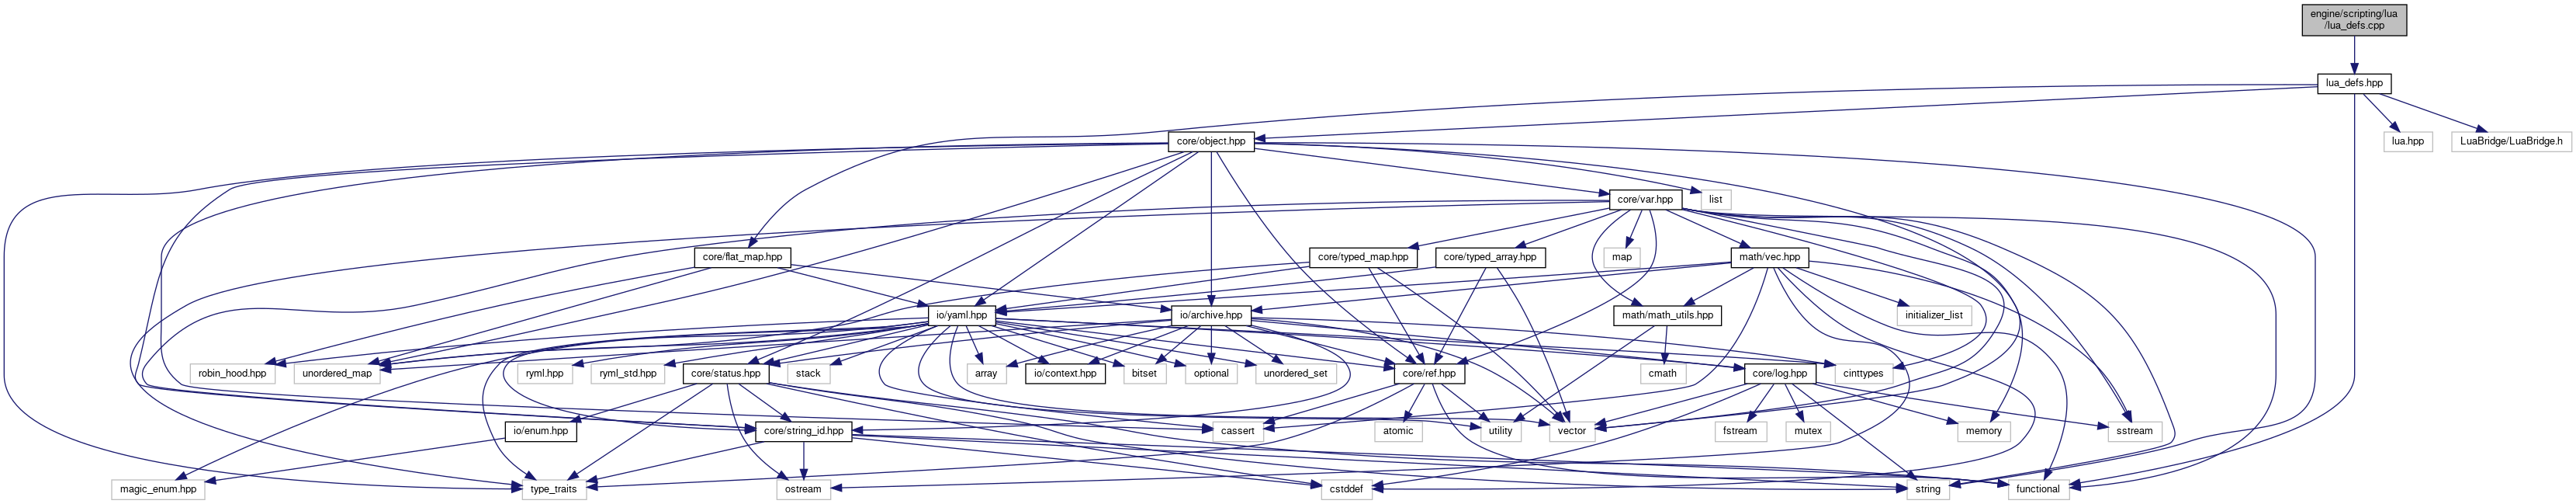 engine/scripting/lua
/lua_defs.cpp
lua_defs.hpp
core/object.hpp
lua.hpp
LuaBridge/LuaBridge.h
core/var.hpp
list
core/flat_map.hpp
core/typed_map.hpp
map
core/typed_array.hpp
math/vec.hpp
io/yaml.hpp
io/archive.hpp
math/math_utils.hpp
initializer_list
robin_hood.hpp
unordered_map
ryml.hpp
ryml_std.hpp
core/status.hpp
stack
array
io/context.hpp
bitset
optional
unordered_set
core/ref.hpp
cmath
core/log.hpp
cinttypes
io/enum.hpp
core/string_id.hpp
cassert
atomic
utility
vector
fstream
mutex
memory
sstream
magic_enum.hpp
type_traits
ostream
cstddef
string
functional